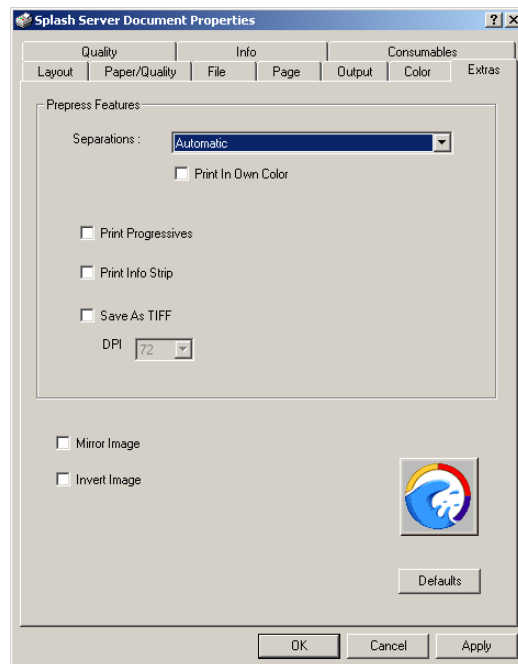 Splash Server Document Properties
Quality Info Consumables
Layout Paper/Quality File Page Output Color Extras
Prepress Features
Separations : Automatic
Print In Own Color
Print Progressives
Print Info Strip
Save As TIFF
DPI 72
Mirror Image
Invert Image
Defaults
OK Cancel Apply